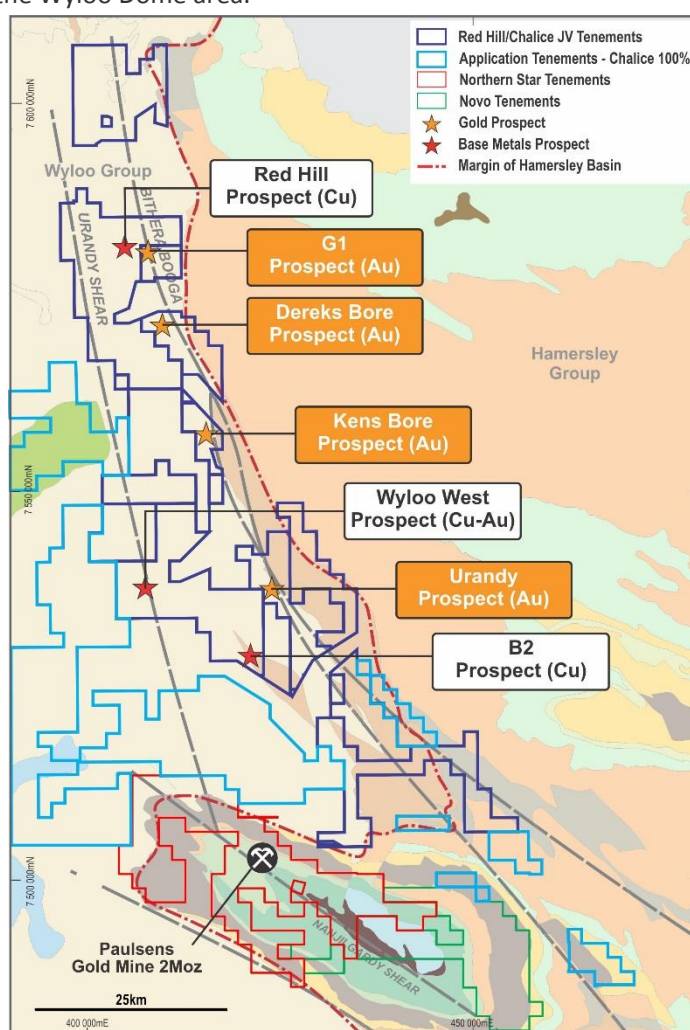 the Wyloo Dome area.
Red Hill/Chalice JV Tenements
Application Tenements - Chalice 100%
Northern Star Tenements
Novo Tenements
Gold Prospect
Base Metals Prospect
Margin of Hamersley Basin
7 600 000mN
Wyloo Group
Red Hill
Prospect (Cu)
URANDY SHEAR
BITHERA BOOGA
G1
Prospect (Au)
Dereks Bore
Prospect (Au)
Hamersley
Group
Kens Bore
Prospect (Au)
7 550 000mN
Wyloo West
Prospect (Cu-Au)
Urandy
Prospect (Au)
B2
Prospect (Cu)
7 500 000mN
Paulsens
Gold Mine 2Moz
NANJILGARDY SHEAR
25km
400 000mE
450 000mE